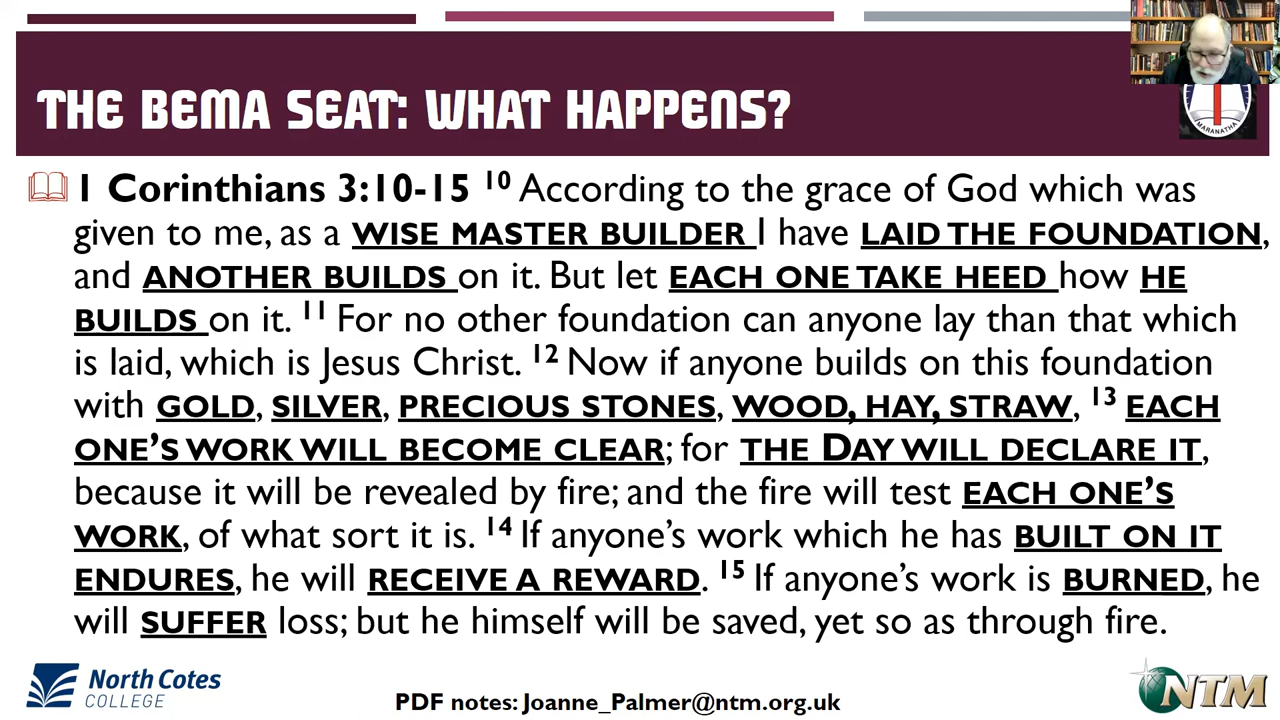 THE BEMA SEAT: WHAT HAPPENS?
MARANATHA
1 Corinthians 3:10-15 10 According to the grace of God which was
given to me, as a WISE MASTER BUILDER I have LAID THE FOUNDATION,
and ANOTHER BUILDS on it. But let EACH ONE TAKE HEED how HE
BUILDS on it. 11 For no other foundation can anyone lay than that which
is laid, which is Jesus Christ. 12 Now if anyone builds on this foundation
with GOLD, SILVER, PRECIOUS STONES, WOOD, HAY, STRAW, 13 EACH
ONE’S WORK WILL BECOME CLEAR; for THE DAY WILL DECLARE IT,
because it will be revealed by fire; and the fire will test EACH ONE’S
WORK, of what sort it is. 14 If anyone’s work which he has BUILT ON IT
ENDURES, he will RECEIVE A REWARD. 15 If anyone’s work is BURNED, he
will SUFFER loss; but he himself will be saved, yet so as through fire.
North Cotes
COLLEGE
PDF notes: Joanne_Palmer@ntm.org.uk
NTM